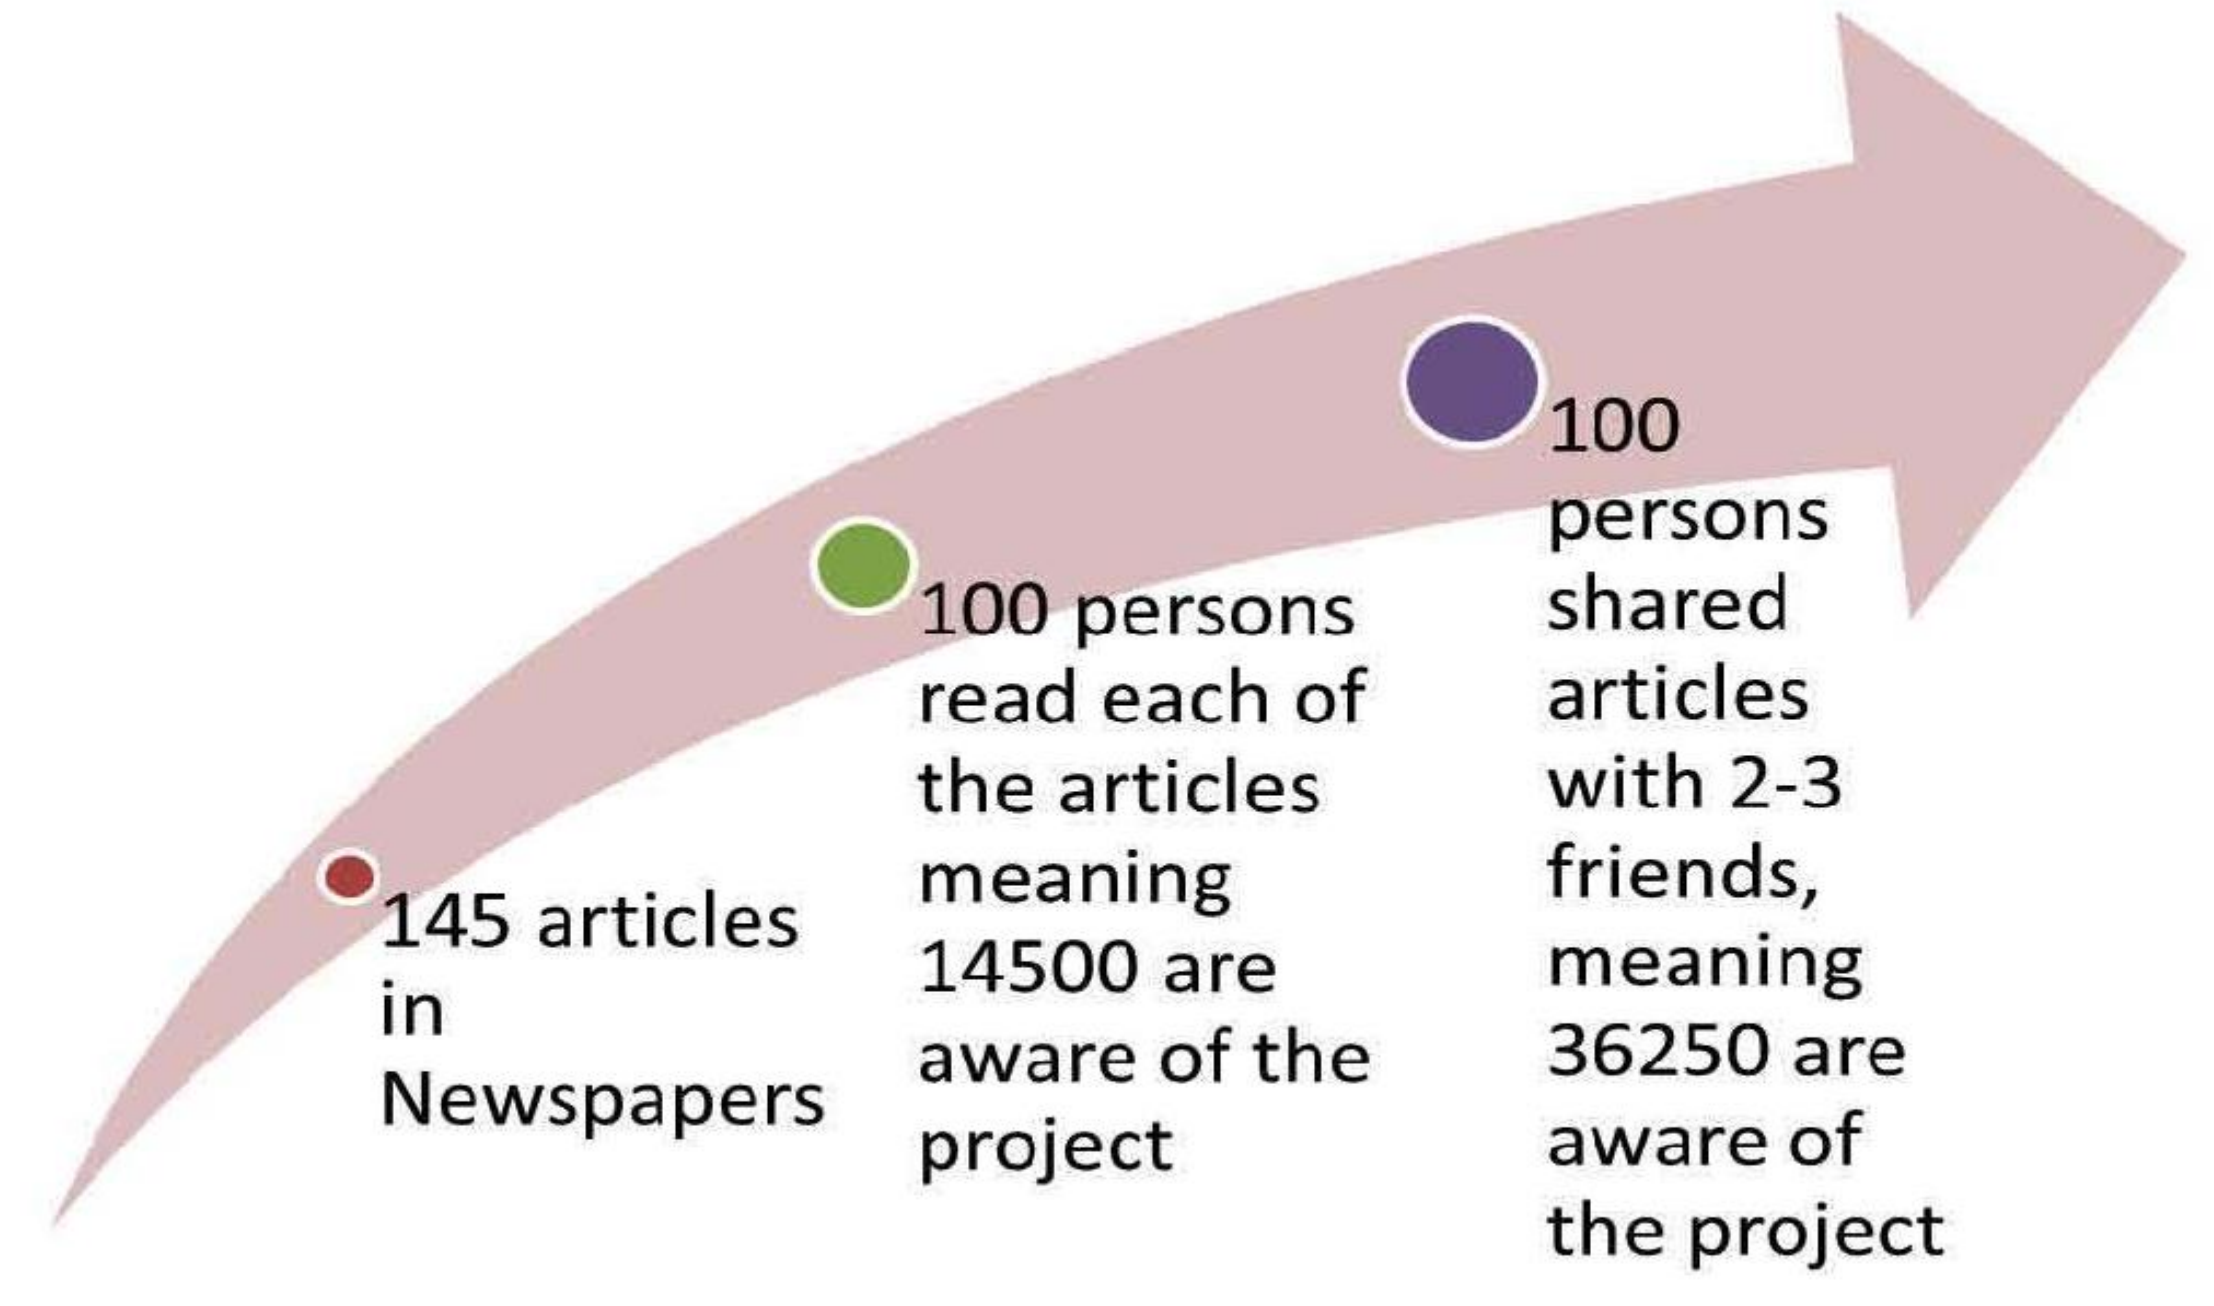 145 articles
in
Newspapers
100 persons
read each of
the articles
meaning
14500 are
aware of the
project
100
persons
shared
articles
with 2-3
friends,
meaning
36250 are
aware of
the project